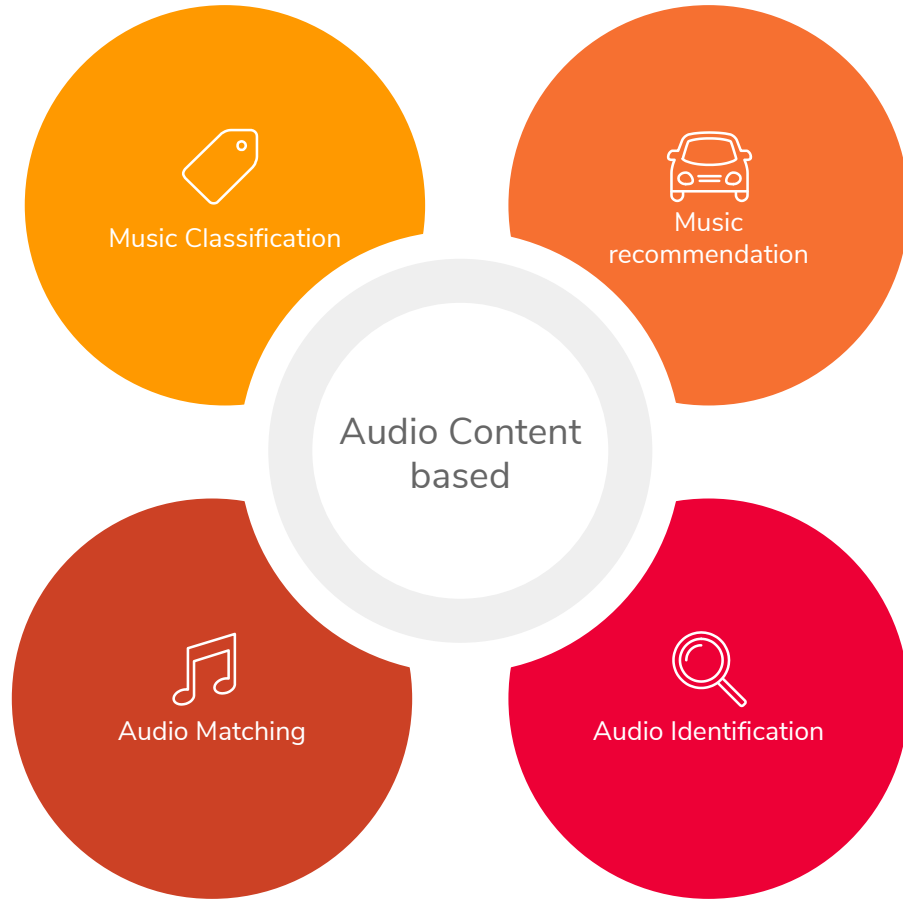 Music Classification
Music
recommendation
Audio Content
based
Audio Matching
Audio Identification